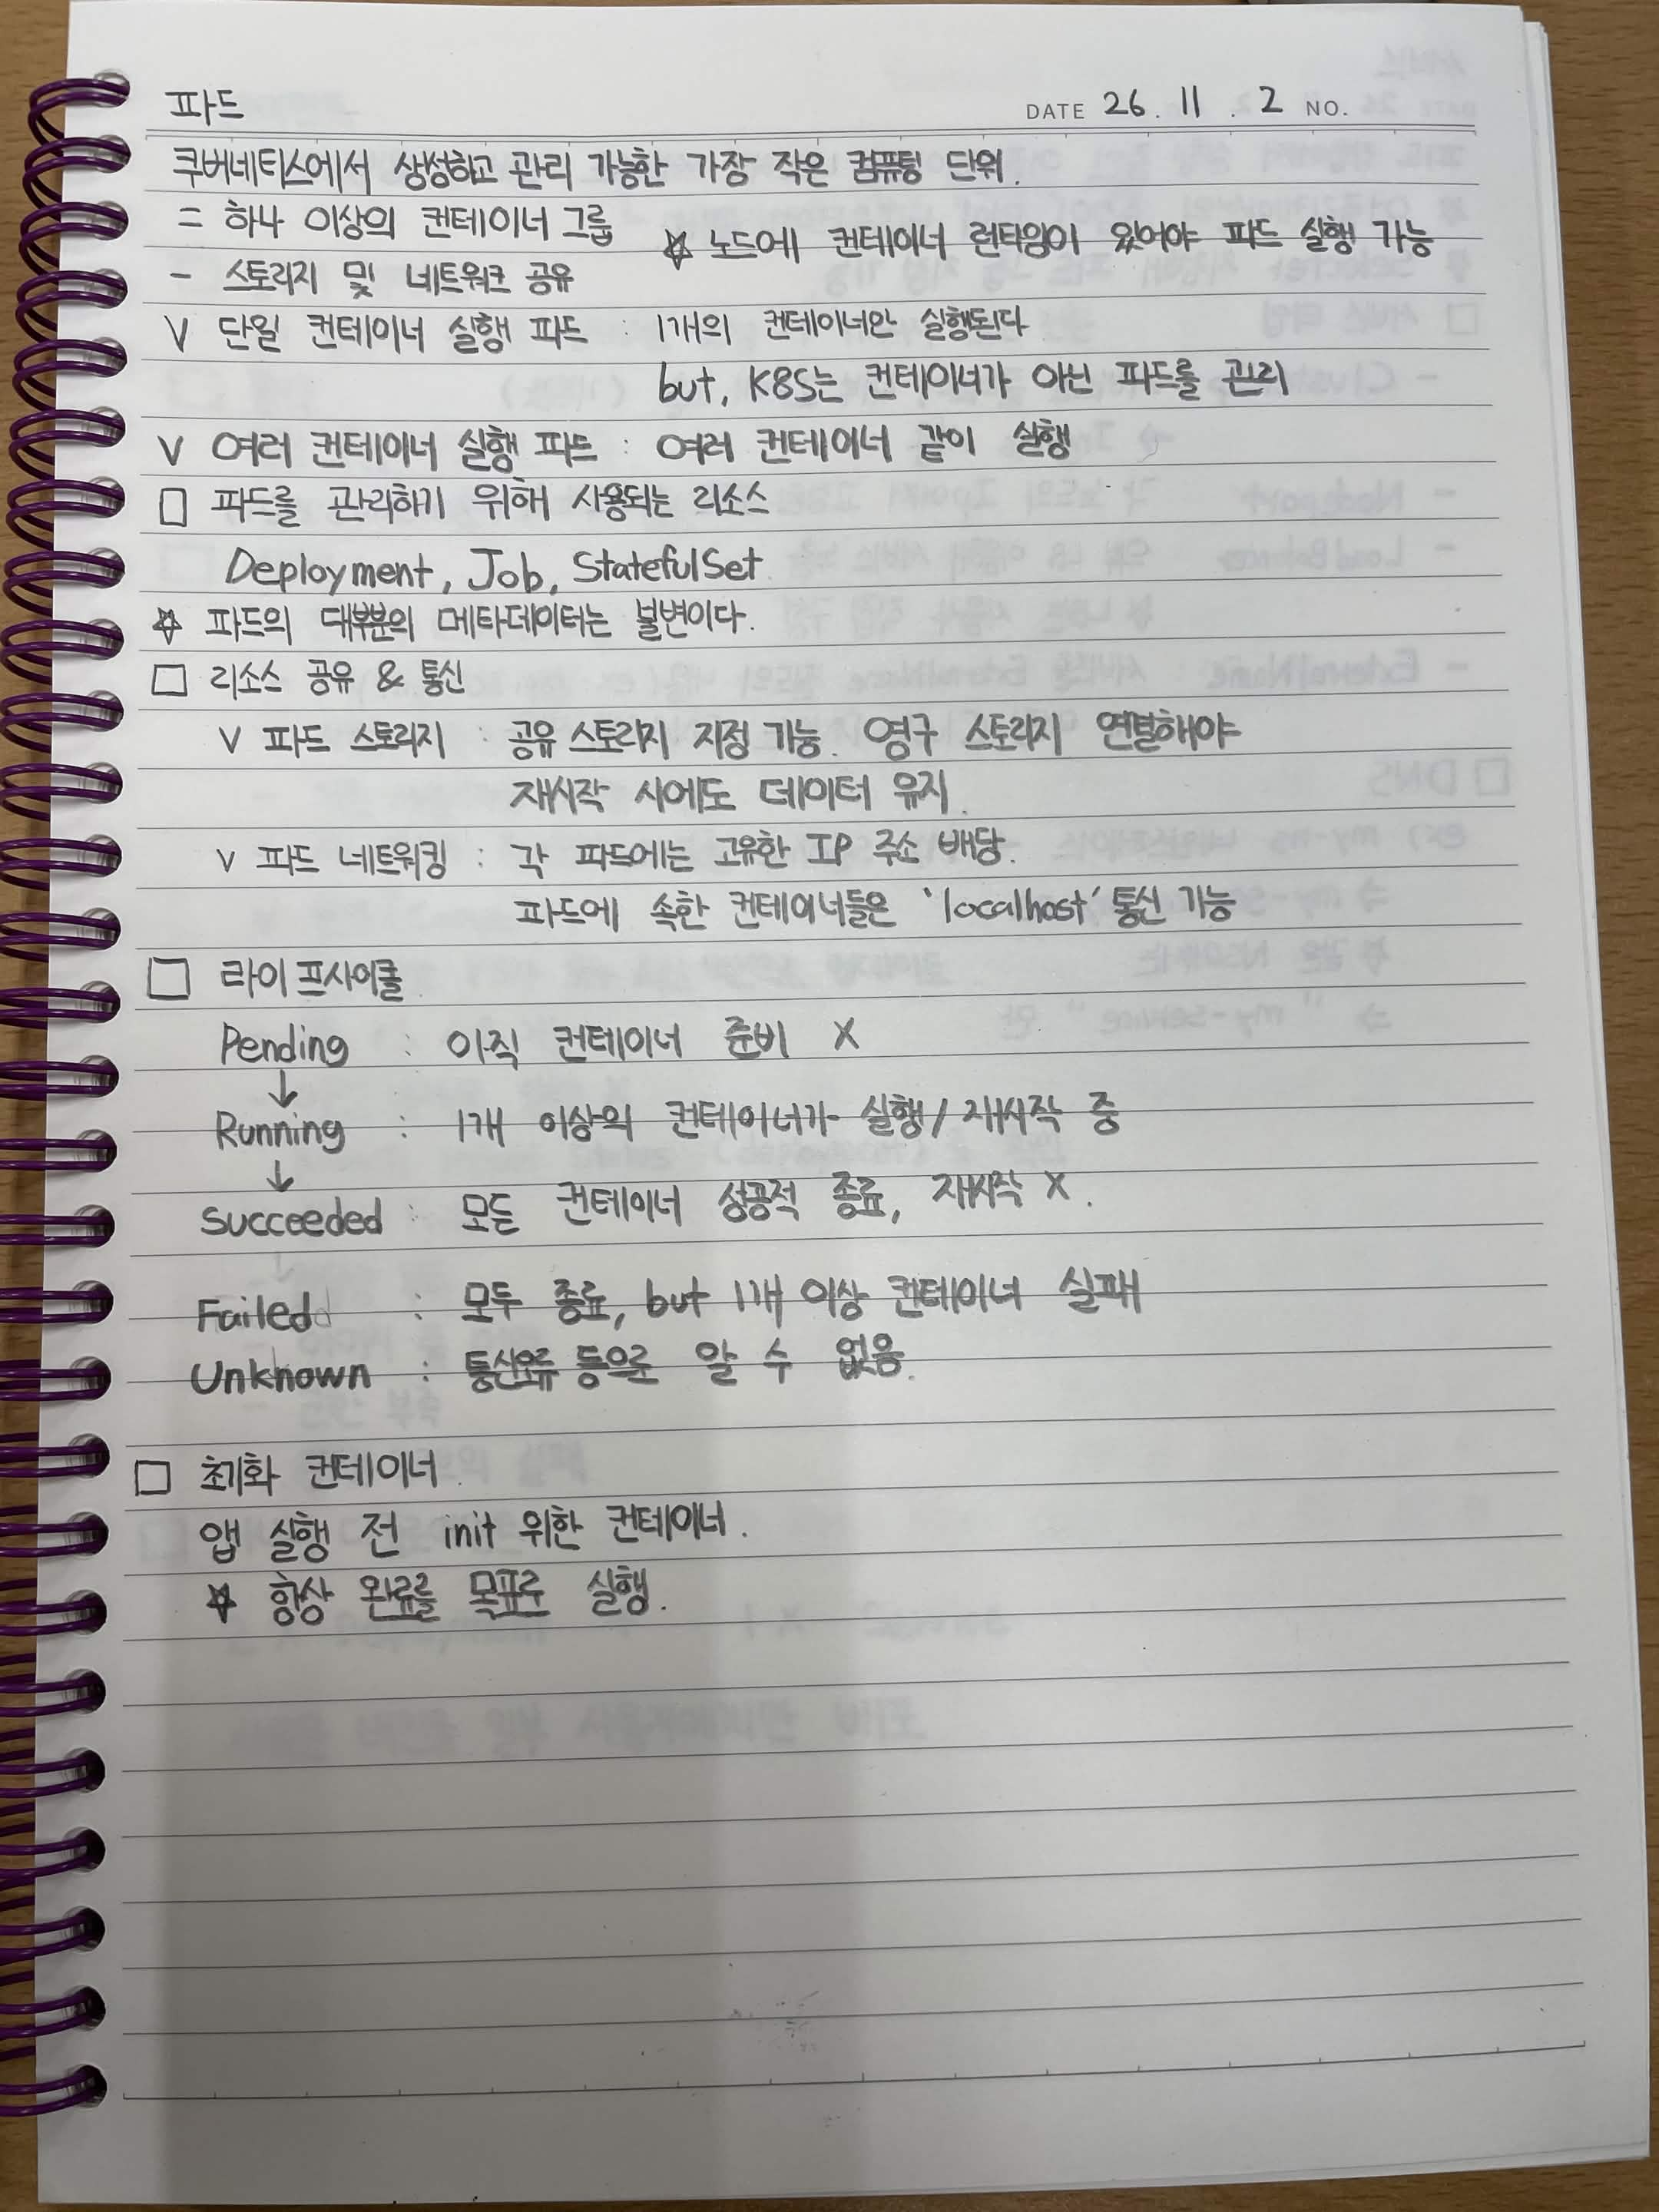 파드
DATE 26. 11. 2 NO.
쿠버네티스에서 생성하고 관리 가능한 가장 작은 컴퓨팅 단위.
= 하나 이상의 컨테이너 그룹
☆ 노드에 컨테이너 런타임이 있어야 파드 실행 가능
- 스토리지 및 네트워크 공유
V 단일 컨테이너 실행 파드 : 1개의 컨테이너만 실행된다
but, K8S는 컨테이너가 아닌 파드를 관리
V 여러 컨테이너 실행 파드 : 여러 컨테이너 같이 실행
□ 파드를 관리하기 위해 사용되는 리소스
Deployment, Job, StatefulSet
☆ 파드의 대부분의 메타데이터는 불변이다.
□ 리소스 공유 & 통신
V 파드 스토리지 : 공유 스토리지 지정 가능. 영구 스토리지 연결해야
재시작 시에도 데이터 유지.
V 파드 네트워킹 : 각 파드에는 고유한 IP 주소 배당.
파드에 속한 컨테이너들은 'localhost' 통신 가능
□ 라이프사이클
Pending : 아직 컨테이너 준비 X
↓
Running : 1개 이상의 컨테이너가 실행/재시작 중
↓
Succeeded : 모든 컨테이너 성공적 종료, 재시작 X.
Failed : 모두 종료, but 1개 이상 컨테이너 실패
Unknown : 통신오류 등으로 알 수 없음.
□ 초기화 컨테이너
앱 실행 전 init 위한 컨테이너.
☆ 항상 완료를 목표로 실행.